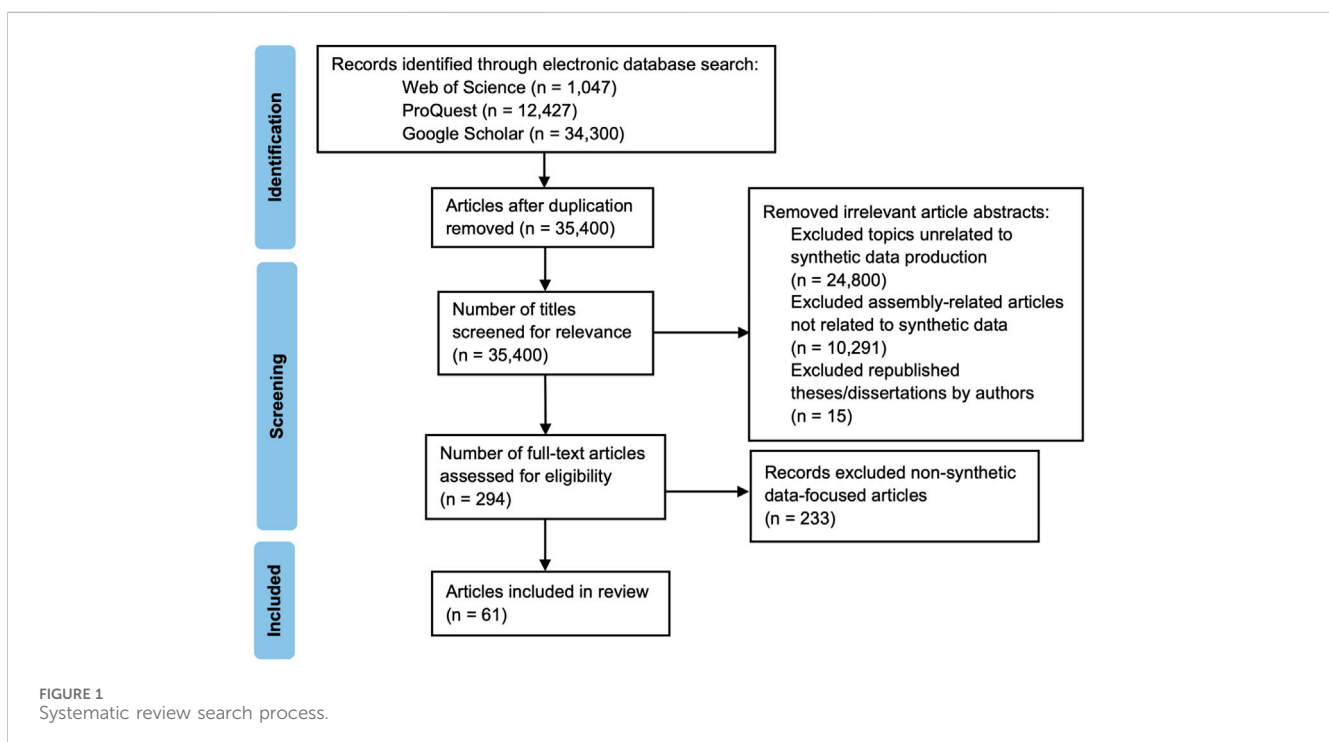 Identification
Records identified through electronic database search:
Web of Science (n = 1,047)
ProQuest (n = 12,427)
Google Scholar (n = 34,300)
Articles after duplication
removed (n = 35,400)
Screening
Number of titles
screened for relevance
(n = 35,400)
Removed irrelevant article abstracts:
Excluded topics unrelated to
synthetic data production
(n = 24,800)
Excluded assembly-related articles
not related to synthetic data
(n = 10,291)
Excluded republished
theses/dissertations by authors
(n = 15)
Number of full-text articles
assessed for eligibility
(n = 294)
Records excluded non-synthetic
data-focused articles
(n = 233)
Included
Articles included in review
(n = 61)
FIGURE 1
Systematic review search process.